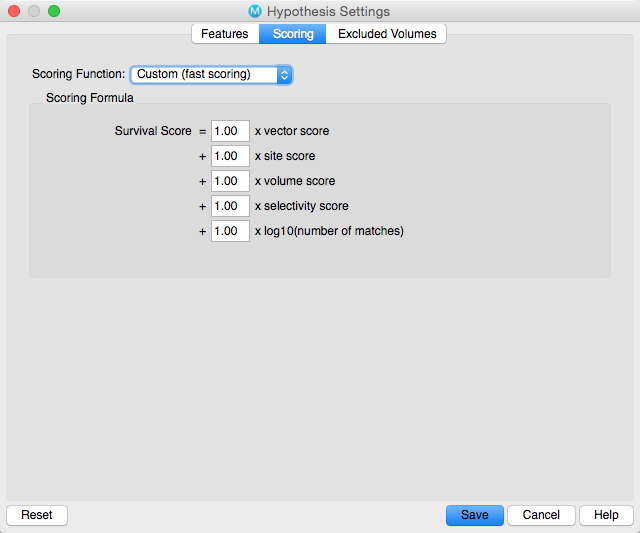 Hypothesis Settings
Features Scoring Excluded Volumes
Scoring Function: Custom (fast scoring)
Scoring Formula
Survival Score = 1.00 x vector score
+ 1.00 x site score
+ 1.00 x volume score
+ 1.00 x selectivity score
+ 1.00 x log10(number of matches)
Reset Save Cancel Help